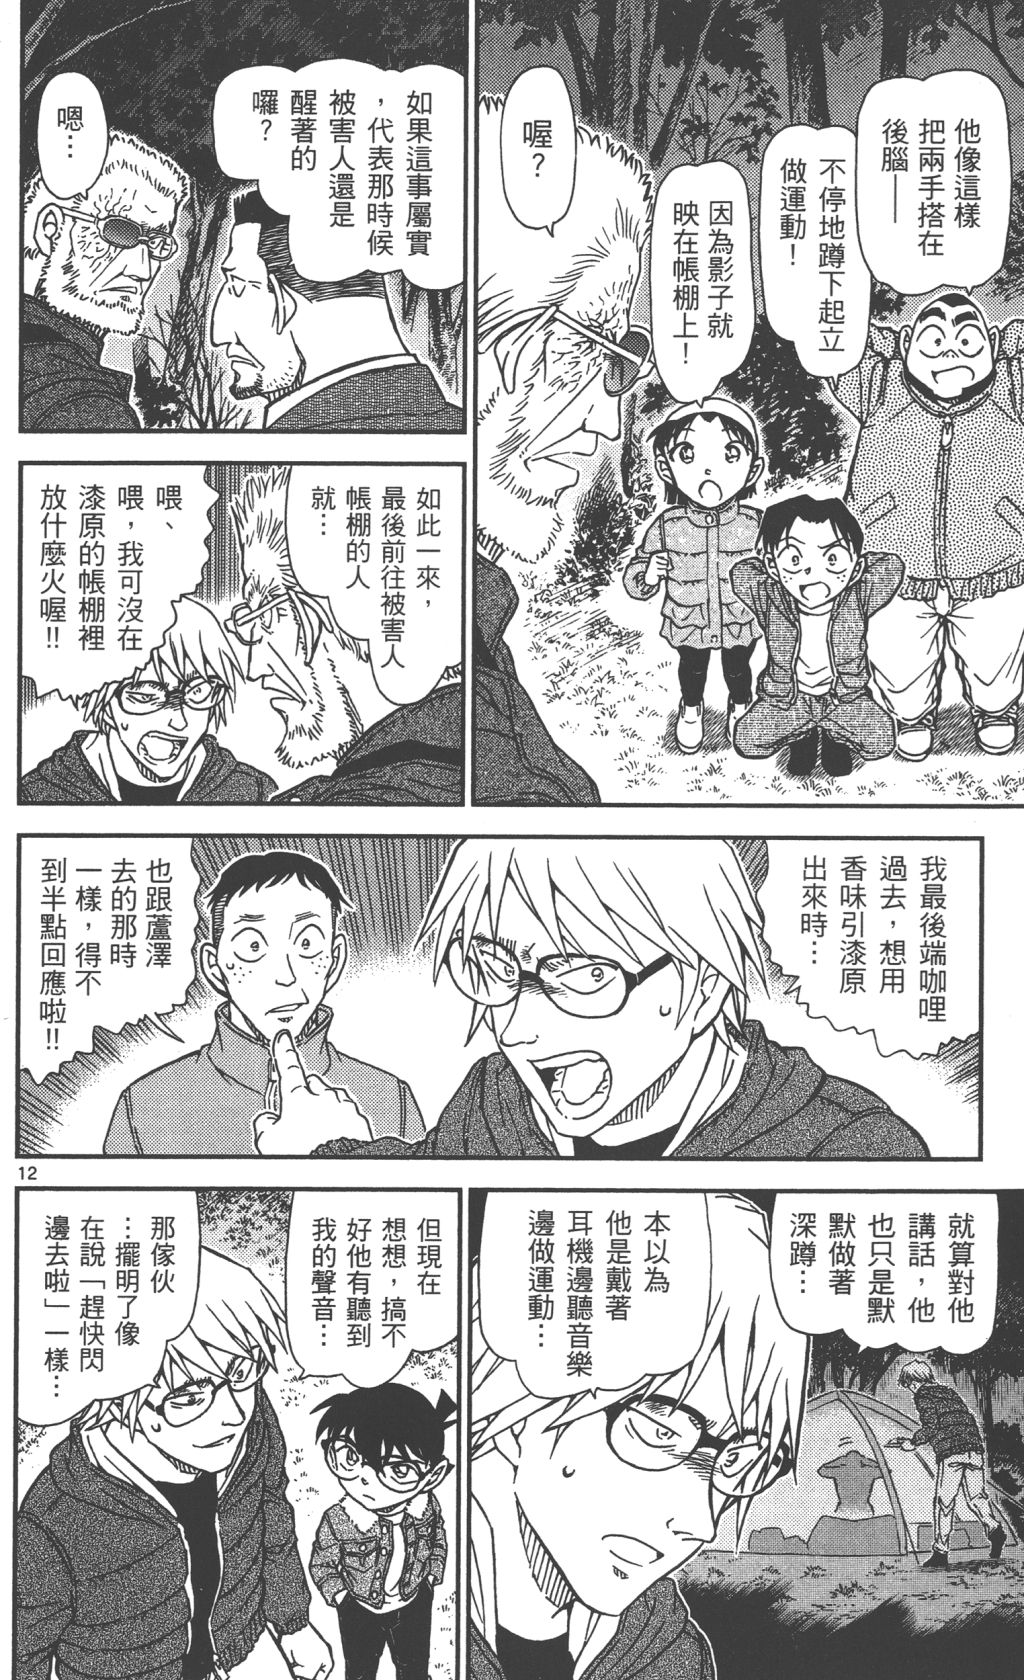 他像這樣
把兩手搭在
後腦——
不停地蹲下起立
做運動！
因為影子就
映在帳棚上！
喔？
如果這事屬實
，代表那時候
被害人還是
醒著的
囉？
嗯…
如此一來，
最後前往被害人
帳棚的人
就…
喂、
喂，我可沒在
漆原的帳棚裡
放什麼火喔!!
我最後端咖哩
過去，想用
香味引漆原
出來時…
也跟蘆澤
去的那時
一樣，得不
到半點回應啦!!
12
就算對他
講話，他
也只是默
默做著
深蹲…
本以為
他是戴著
耳機邊聽音樂
邊做運動…
但現在
想想，搞不
好他有聽到
我的聲音…
那傢伙
…擺明了像
在說「趕快閃
邊去啦」一樣…